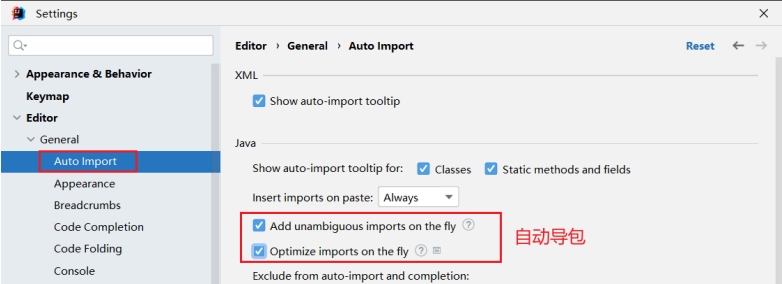 Settings
Editor › General › Auto Import
Reset
Appearance & Behavior
Keymap
Editor
General
Auto Import
Appearance
Breadcrumbs
Code Completion
Code Folding
Console
XML
Show auto-import tooltip
Java
Show auto-import tooltip for: Classes Static methods and fields
Insert imports on paste: Always
Add unambiguous imports on the fly ?
Optimize imports on the fly ?
自动导包
Exclude from auto-import and completion: